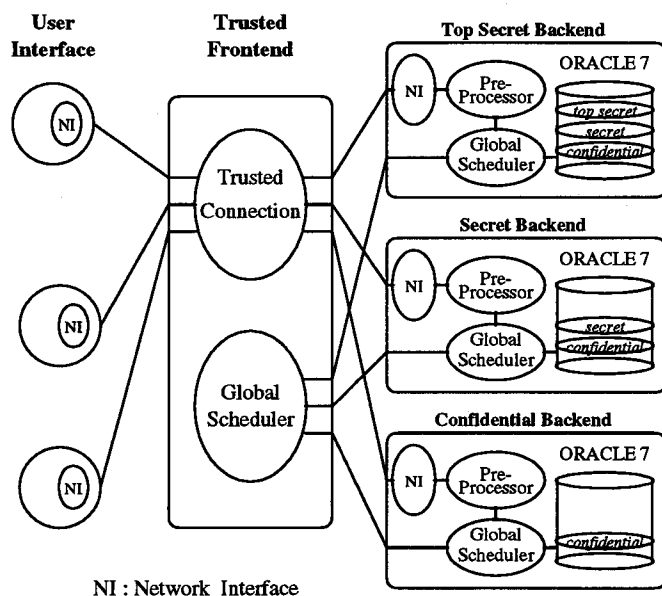 User
Interface
Trusted
Frontend
Top Secret Backend
NI
Trusted
Connection
NI
Pre-
Processor
Global
Scheduler
ORACLE 7
top secret
secret
confidential
NI
Global
Scheduler
Secret Backend
NI
Pre-
Processor
Global
Scheduler
ORACLE 7
secret
confidential
NI
Confidential Backend
NI
Pre-
Processor
Global
Scheduler
ORACLE 7
confidential
NI : Network Interface